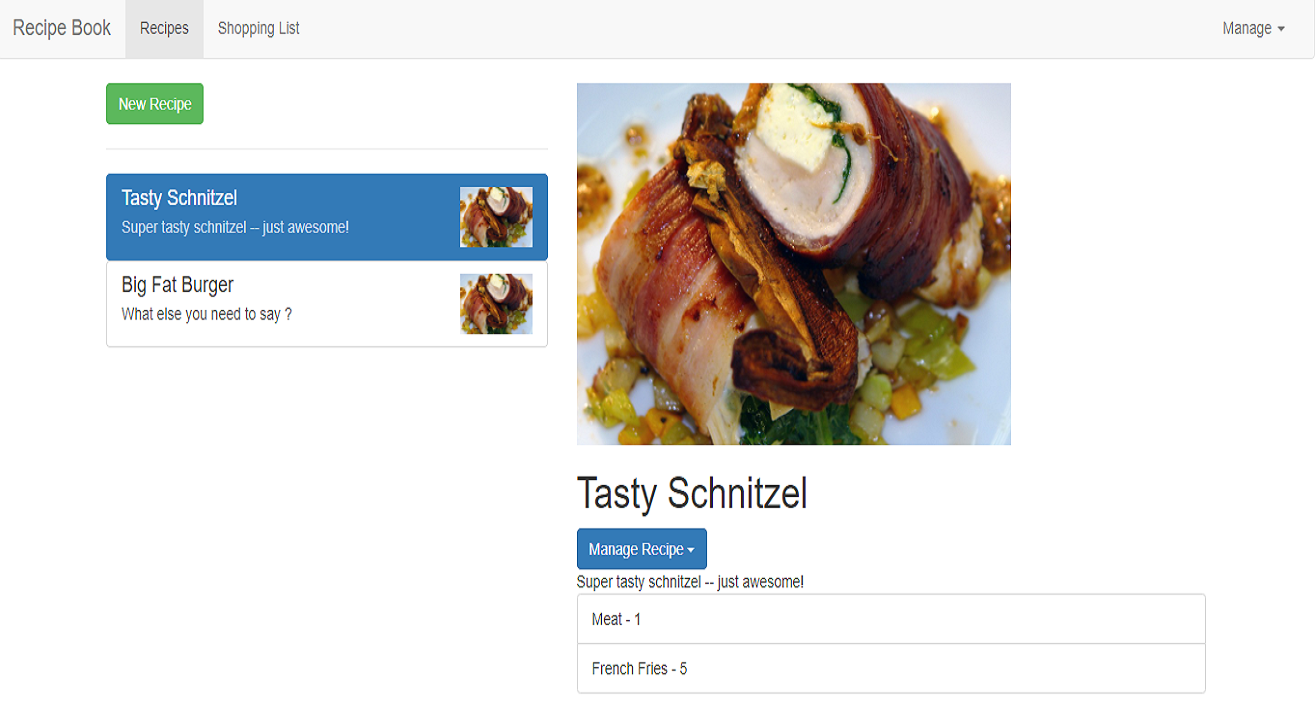 Recipe Book Recipes Shopping List Manage
New Recipe
Tasty Schnitzel
Super tasty schnitzel -- just awesome!
Big Fat Burger
What else you need to say ?
Tasty Schnitzel
Manage Recipe
Super tasty schnitzel -- just awesome!
Meat - 1
French Fries - 5